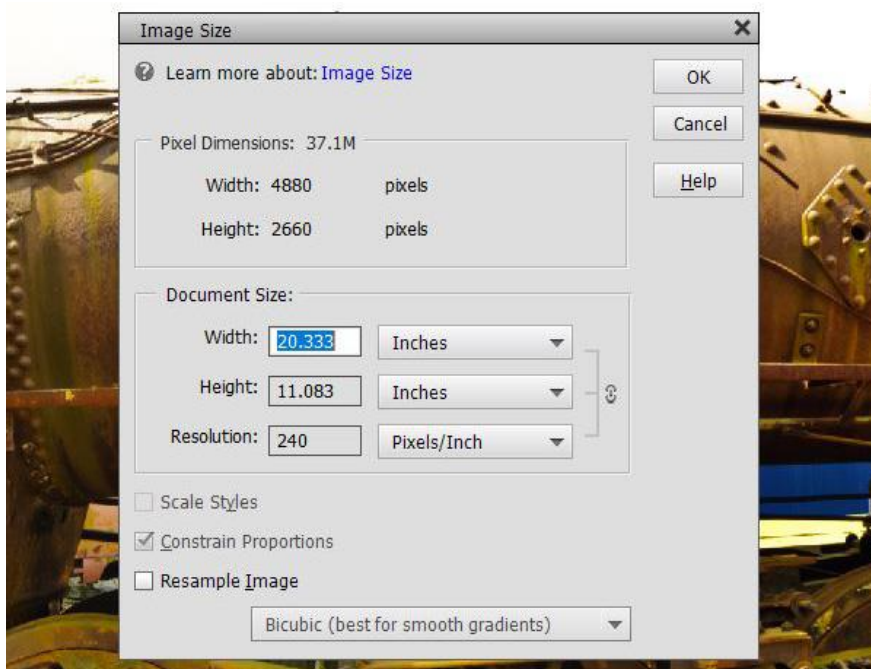 Image Size
Learn more about: Image Size
OK
Cancel
Help
Pixel Dimensions: 37.1M
Width: 4880 pixels
Height: 2660 pixels
Document Size:
Width: 20.333 Inches
Height: 11.083 Inches
Resolution: 240 Pixels/Inch
Scale Styles
Constrain Proportions
Resample Image
Bicubic (best for smooth gradients)